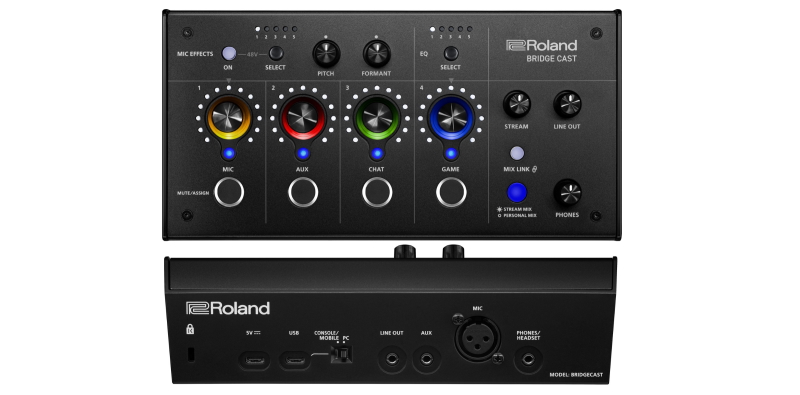 1 2 3 4 5
1 2 3 4 5
MIC EFFECTS
ON
48V
SELECT
PITCH
FORMANT
EQ
SELECT
Roland
BRIDGE CAST
1
2
3
4
STREAM
LINE OUT
MIC
AUX
CHAT
GAME
MIX LINK
MUTE/ASSIGN
STREAM MIX
PERSONAL MIX
PHONES
Roland
5V
USB
CONSOLE/
MOBILE PC
LINE OUT
AUX
MIC
PHONES/
HEADSET
MODEL: BRIDGECAST